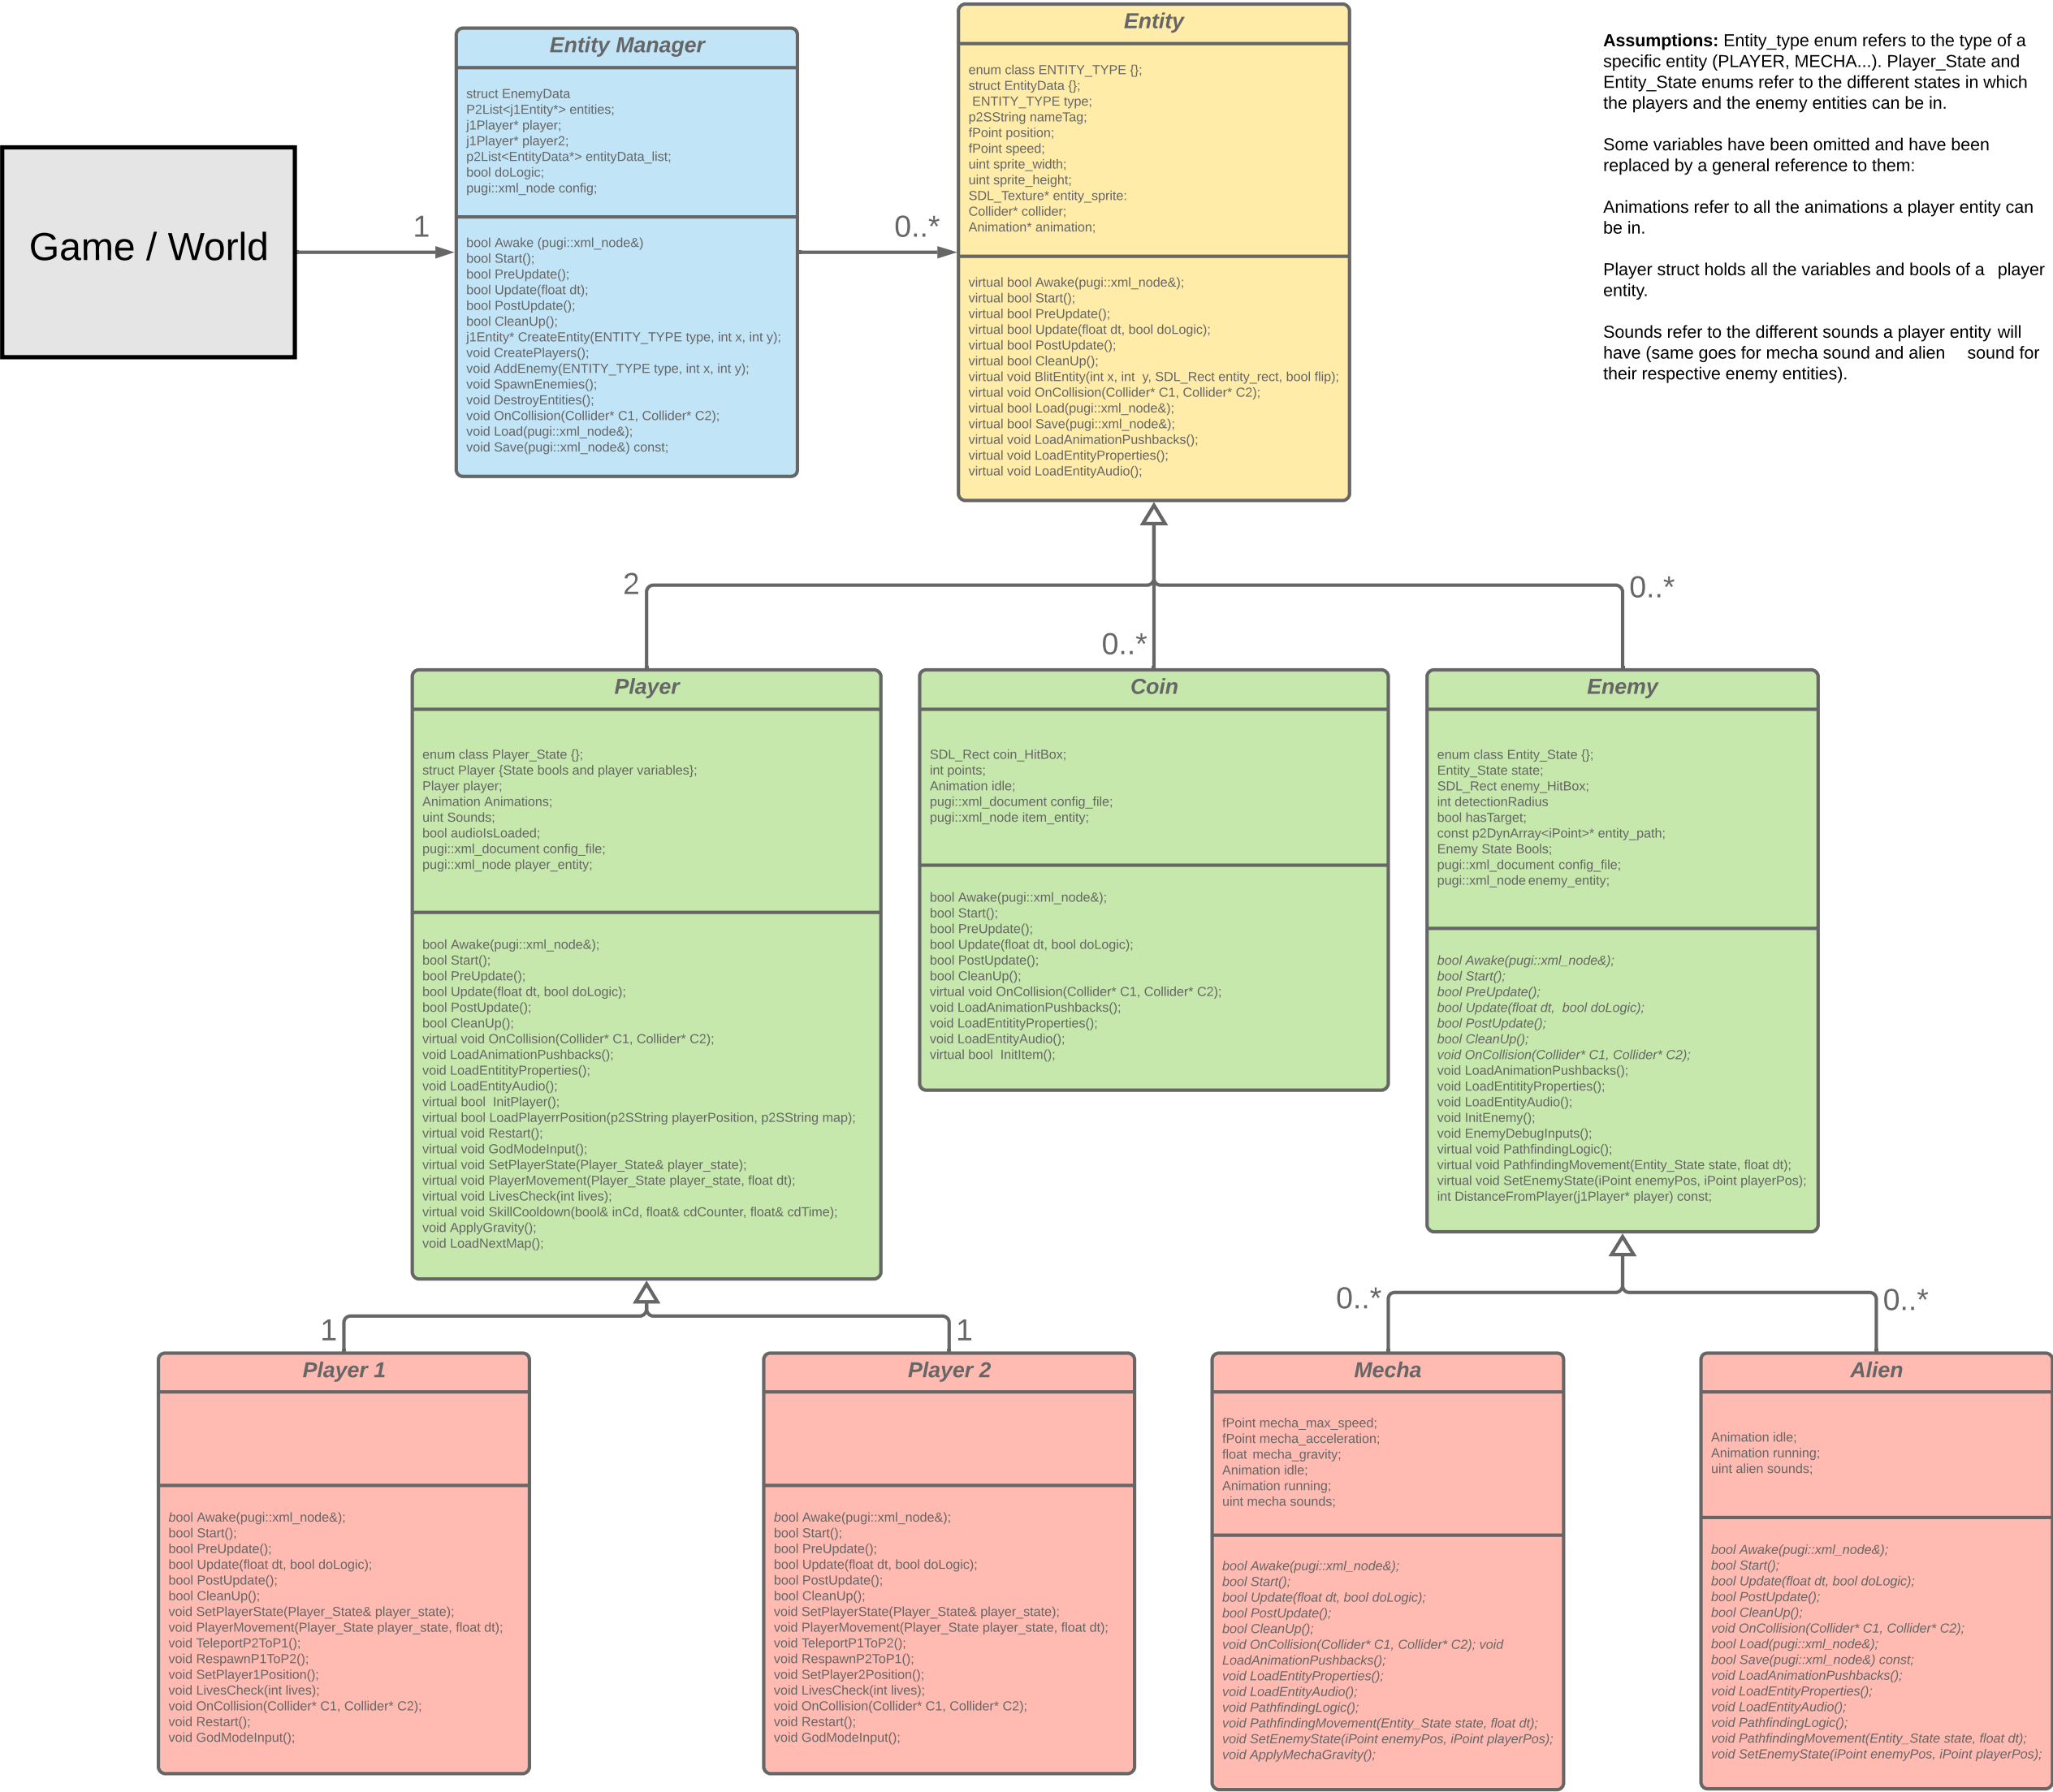 Game / World
1
Entity Manager
struct EnemyData
P2List<j1Entity*> entities;
j1Player* player;
j1Player* player2;
p2List<EntityData*> entityData_list;
bool doLogic;
pugi::xml_node config;
bool Awake (pugi::xml_node&)
bool Start();
bool PreUpdate();
bool Update(float dt);
bool PostUpdate();
bool CleanUp();
j1Entity* CreateEntity(ENTITY_TYPE type, int x, int y);
void CreatePlayers();
void AddEnemy(ENTITY_TYPE type, int x, int y);
void SpawnEnemies();
void DestroyEntities();
void OnCollision(Collider* C1, Collider* C2);
void Load(pugi::xml_node&);
void Save(pugi::xml_node&) const;
0..*
Entity
enum class ENTITY_TYPE {};
struct EntityData {};
ENTITY_TYPE type;
p2SString nameTag;
fPoint position;
fPoint speed;
uint sprite_width;
uint sprite_height;
SDL_Texture* entity_sprite:
Collider* collider;
Animation* animation;
virtual bool Awake(pugi::xml_node&);
virtual bool Start();
virtual bool PreUpdate();
virtual bool Update(float dt, bool doLogic);
virtual bool PostUpdate();
virtual bool CleanUp();
virtual void BlitEntity(int x, int y, SDL_Rect entity_rect, bool flip);
virtual void OnCollision(Collider* C1, Collider* C2);
virtual bool Load(pugi::xml_node&);
virtual bool Save(pugi::xml_node&);
virtual void LoadAnimationPushbacks();
virtual void LoadEntityProperties();
virtual void LoadEntityAudio();
Assumptions: Entity_type enum refers to the type of a
specific entity (PLAYER, MECHA...). Player_State and
Entity_State enums refer to the different states in which
the players and the enemy entities can be in.
Some variables have been omitted and have been
replaced by a general reference to them:
Animations refer to all the animations a player entity can
be in.
Player struct holds all the variables and bools of a player
entity.
Sounds refer to the different sounds a player entity will
have (same goes for mecha sound and alien sound for
their respective enemy entities).
2
0..*
0..*
Player
enum class Player_State {};
struct Player {State bools and player variables};
Player player;
Animation Animations;
uint Sounds;
bool audioIsLoaded;
pugi::xml_document config_file;
pugi::xml_node player_entity;
bool Awake(pugi::xml_node&);
bool Start();
bool PreUpdate();
bool Update(float dt, bool doLogic);
bool PostUpdate();
bool CleanUp();
virtual void OnCollision(Collider* C1, Collider* C2);
void LoadAnimationPushbacks();
void LoadEntitityProperties();
void LoadEntityAudio();
virtual bool InitPlayer();
virtual bool LoadPlayerrPosition(p2SString playerPosition, p2SString map);
virtual void Restart();
virtual void GodModeInput();
virtual void SetPlayerState(Player_State& player_state);
virtual void PlayerMovement(Player_State player_state, float dt);
virtual void LivesCheck(int lives);
virtual void SkillCooldown(bool& inCd, float& cdCounter, float& cdTime);
void ApplyGravity();
void LoadNextMap();
Coin
SDL_Rect coin_HitBox;
int points;
Animation idle;
pugi::xml_document config_file;
pugi::xml_node item_entity;
bool Awake(pugi::xml_node&);
bool Start();
bool PreUpdate();
bool Update(float dt, bool doLogic);
bool PostUpdate();
bool CleanUp();
virtual void OnCollision(Collider* C1, Collider* C2);
void LoadAnimationPushbacks();
void LoadEntitityProperties();
void LoadEntityAudio();
virtual bool InitItem();
Enemy
enum class Entity_State {};
Entity_State state;
SDL_Rect enemy_HitBox;
int detectionRadius
bool hasTarget;
const p2DynArray<iPoint>* entity_path;
Enemy State Bools;
pugi::xml_document config_file;
pugi::xml_node enemy_entity;
bool Awake(pugi::xml_node&);
bool Start();
bool PreUpdate();
bool Update(float dt, bool doLogic);
bool PostUpdate();
bool CleanUp();
void OnCollision(Collider* C1, Collider* C2);
void LoadAnimationPushbacks();
void LoadEntitityProperties();
void LoadEntityAudio();
void InitEnemy();
void EnemyDebugInputs();
virtual void PathfindingLogic();
virtual void PathfindingMovement(Entity_State state, float dt);
virtual void SetEnemyState(iPoint enemyPos, iPoint playerPos);
int DistanceFromPlayer(j1Player* player) const;
1
1
0..*
0..*
Player 1
bool Awake(pugi::xml_node&);
bool Start();
bool PreUpdate();
bool Update(float dt, bool doLogic);
bool PostUpdate();
bool CleanUp();
void SetPlayerState(Player_State& player_state);
void PlayerMovement(Player_State player_state, float dt);
void TeleportP2ToP1();
void RespawnP1ToP2();
void SetPlayer1Position();
void LivesCheck(int lives);
void OnCollision(Collider* C1, Collider* C2);
void Restart();
void GodModeInput();
Player 2
bool Awake(pugi::xml_node&);
bool Start();
bool PreUpdate();
bool Update(float dt, bool doLogic);
bool PostUpdate();
bool CleanUp();
void SetPlayerState(Player_State& player_state);
void PlayerMovement(Player_State player_state, float dt);
void TeleportP1ToP2();
void RespawnP2ToP1();
void SetPlayer2Position();
void LivesCheck(int lives);
void OnCollision(Collider* C1, Collider* C2);
void Restart();
void GodModeInput();
Mecha
fPoint mecha_max_speed;
fPoint mecha_acceleration;
float mecha_gravity;
Animation idle;
Animation running;
uint mecha sounds;
bool Awake(pugi::xml_node&);
bool Start();
bool Update(float dt, bool doLogic);
bool PostUpdate();
bool CleanUp();
void OnCollision(Collider* C1, Collider* C2); void
LoadAnimationPushbacks();
void LoadEntityProperties();
void LoadEntityAudio();
void PathfindingLogic();
void PathfindingMovement(Entity_State state, float dt);
void SetEnemyState(iPoint enemyPos, iPoint playerPos);
void ApplyMechaGravity();
Alien
Animation idle;
Animation running;
uint alien sounds;
bool Awake(pugi::xml_node&);
bool Start();
bool Update(float dt, bool doLogic);
bool PostUpdate();
bool CleanUp();
void OnCollision(Collider* C1, Collider* C2);
bool Load(pugi::xml_node&);
bool Save(pugi::xml_node&) const;
void LoadAnimationPushbacks();
void LoadEntityProperties();
void LoadEntityAudio();
void PathfindingLogic();
void PathfindingMovement(Entity_State state, float dt);
void SetEnemyState(iPoint enemyPos, iPoint playerPos);